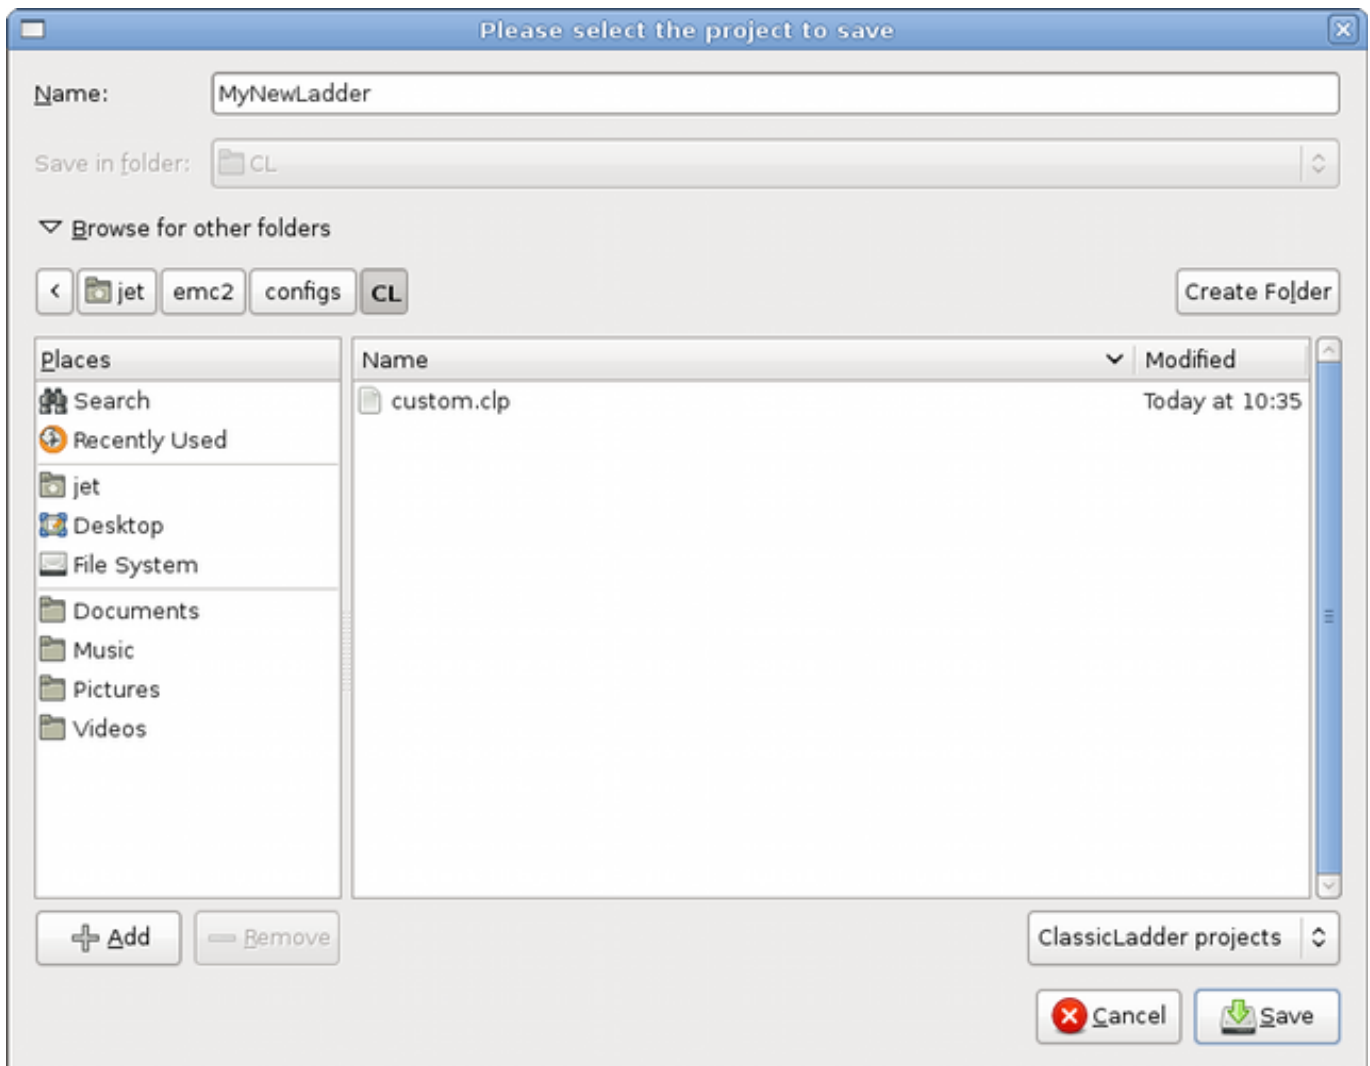 Please select the project to save
Name: MyNewLadder
Save in folder: CL
Browse for other folders
jet emc2 configs CL Create Folder
Places Name Modified
Search custom.clp Today at 10:35
Recently Used
jet
Desktop
File System
Documents
Music
Pictures
Videos
Add Remove ClassicLadder projects
Cancel Save